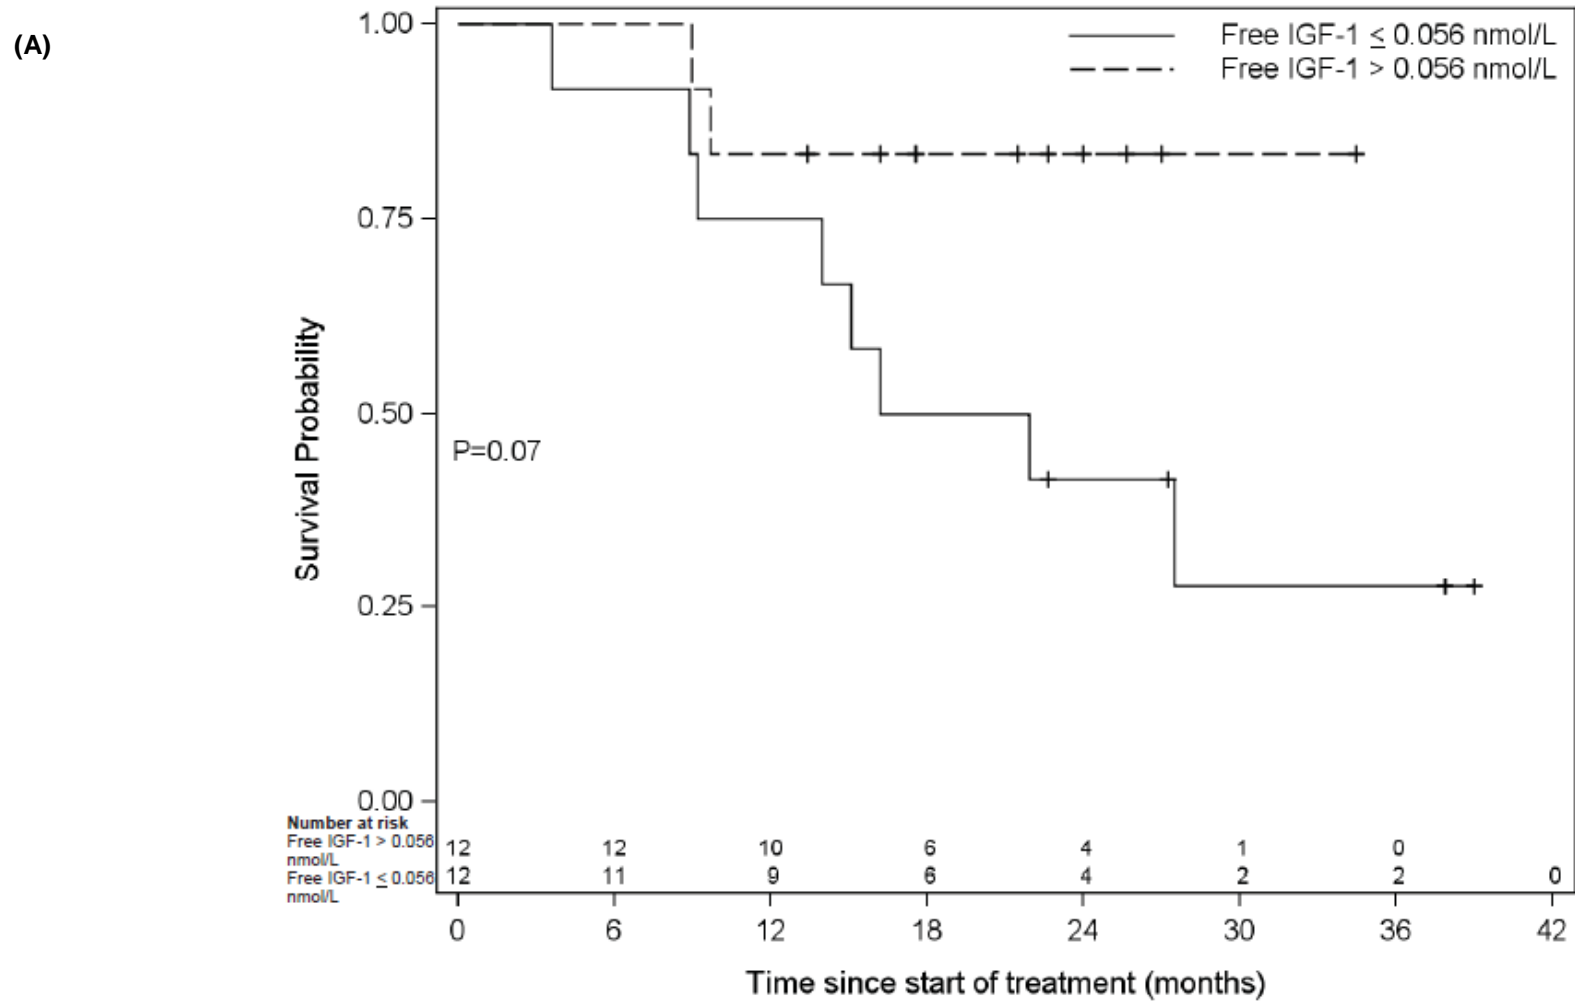 (A)
1.00
Free IGF-1 ≤ 0.056 nmol/L
Free IGF-1 > 0.056 nmol/L
0.75
0.50
P=0.07
0.25
0.00
Survival Probability
Number at risk
Free IGF-1 > 0.056
nmol/L
12 12 10 6 4 1 0
Free IGF-1 ≤ 0.056
nmol/L
12 11 9 6 4 2 2 0
0 6 12 18 24 30 36 42
Time since start of treatment (months)